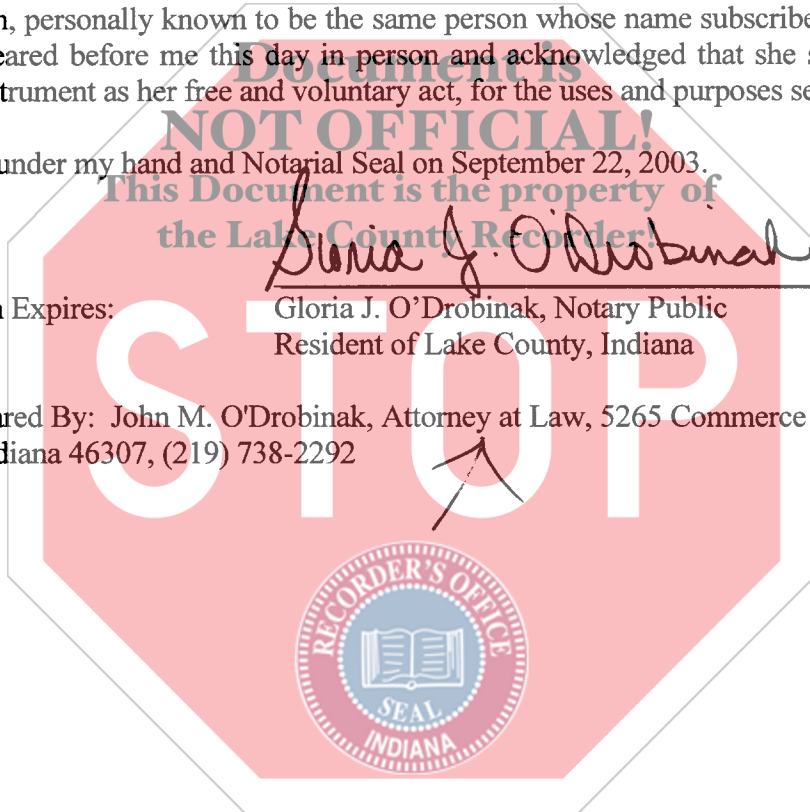 n, personally known to be the same person whose name subscribe
eared before me this day in person and acknowledged that she s
trument as her free and voluntary act, for the uses and purposes se
Document is
NOT OFFICIAL!
under my hand and Notarial Seal on September 22, 2003.
This Document is the property of
the Lake County Recorder!
Gloria J. O'Drobinak
n Expires:
Gloria J. O’Drobinak, Notary Public
Resident of Lake County, Indiana
STOP
ared By: John M. O'Drobinak, Attorney at Law, 5265 Commerce
diana 46307, (219) 738-2292
RECORDER'S OFFICE
SEAL
INDIANA